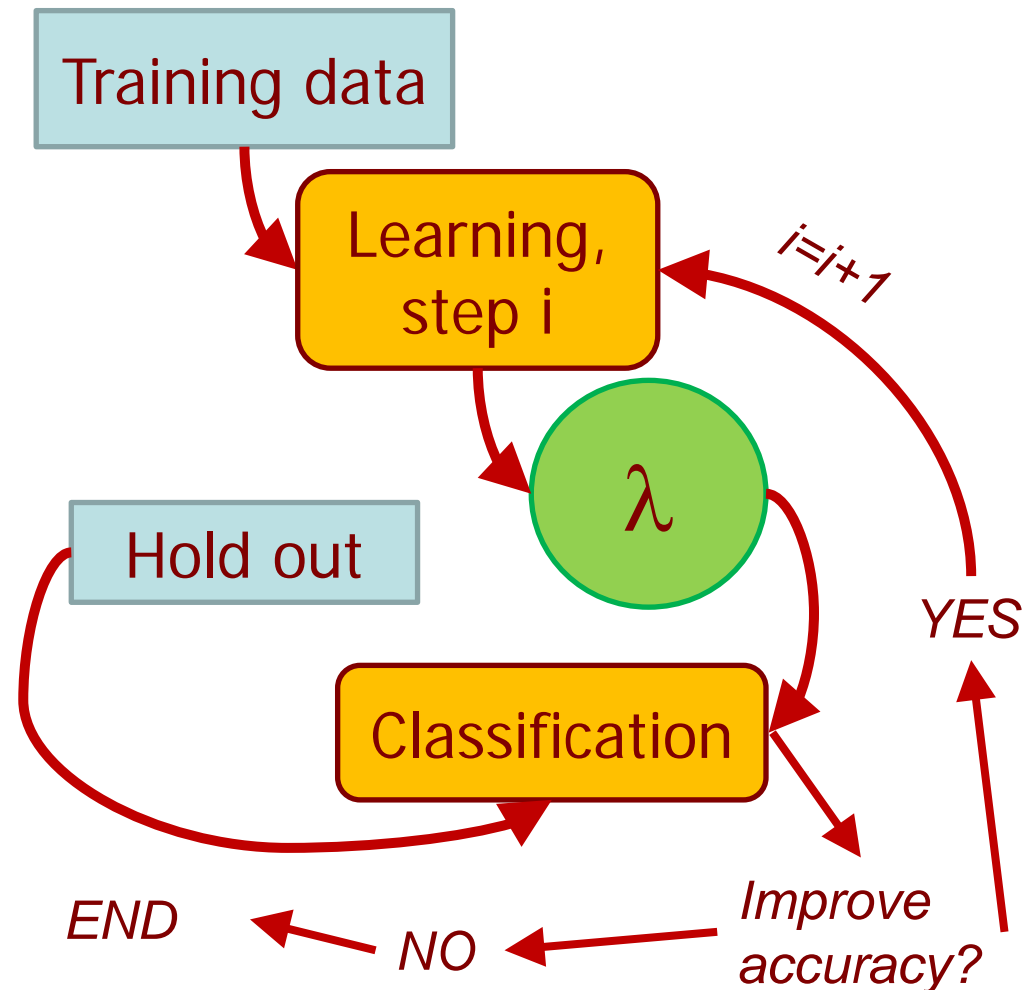 Training data
Learning,
step i
i=i+1
λ
Hold out
YES
Classification
Improve
accuracy?
NO
END